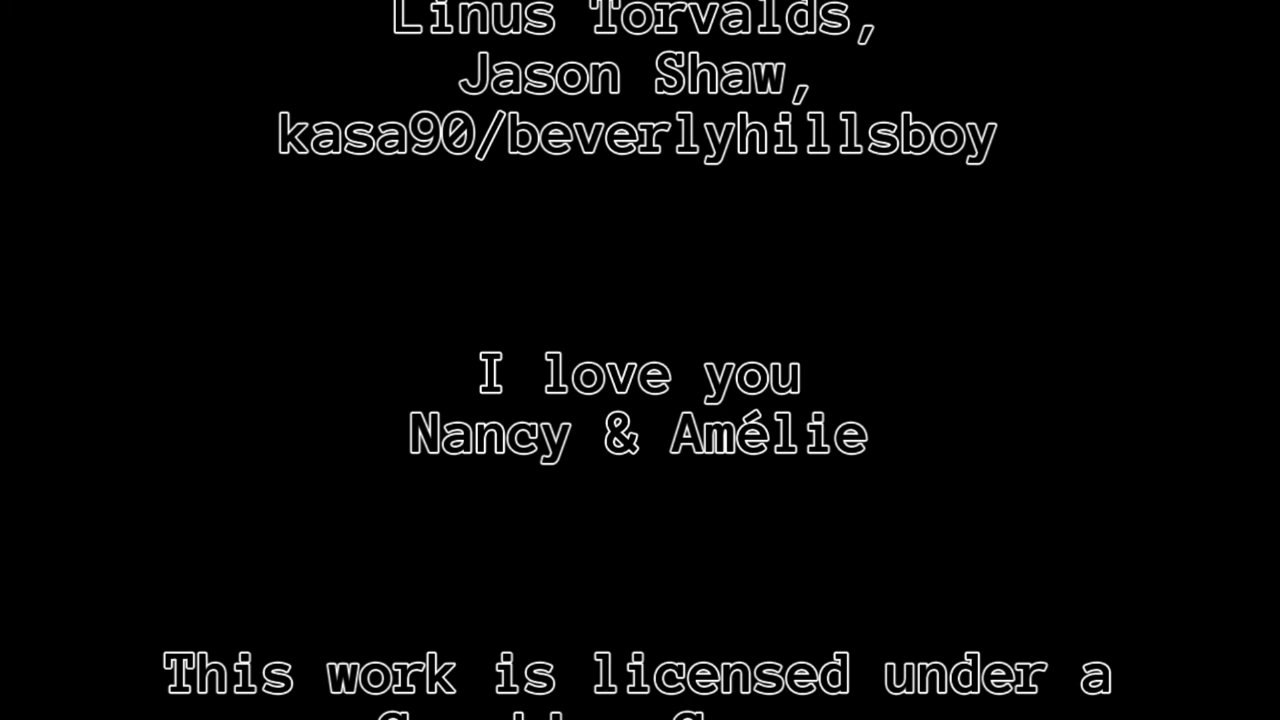 Linus Torvalds,
Jason Shaw,
kasa90/beverlyhillsboy
I love you
Nancy & Amélie
This work is licensed under a